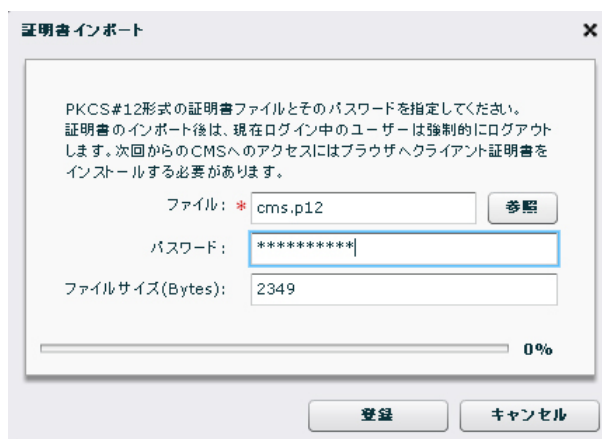 証明書インポート
PKCS#12形式の証明書ファイルとそのパスワードを指定してください。
証明書のインポート後は、現在ログイン中のユーザーは強制的にログアウト
します。次回からのCMSへのアクセスにはブラウザへクライアント証明書を
インストールする必要があります。
ファイル: * cms.p12 参照
パスワード: **********
ファイルサイズ(Bytes): 2349
0%
登録 キャンセル